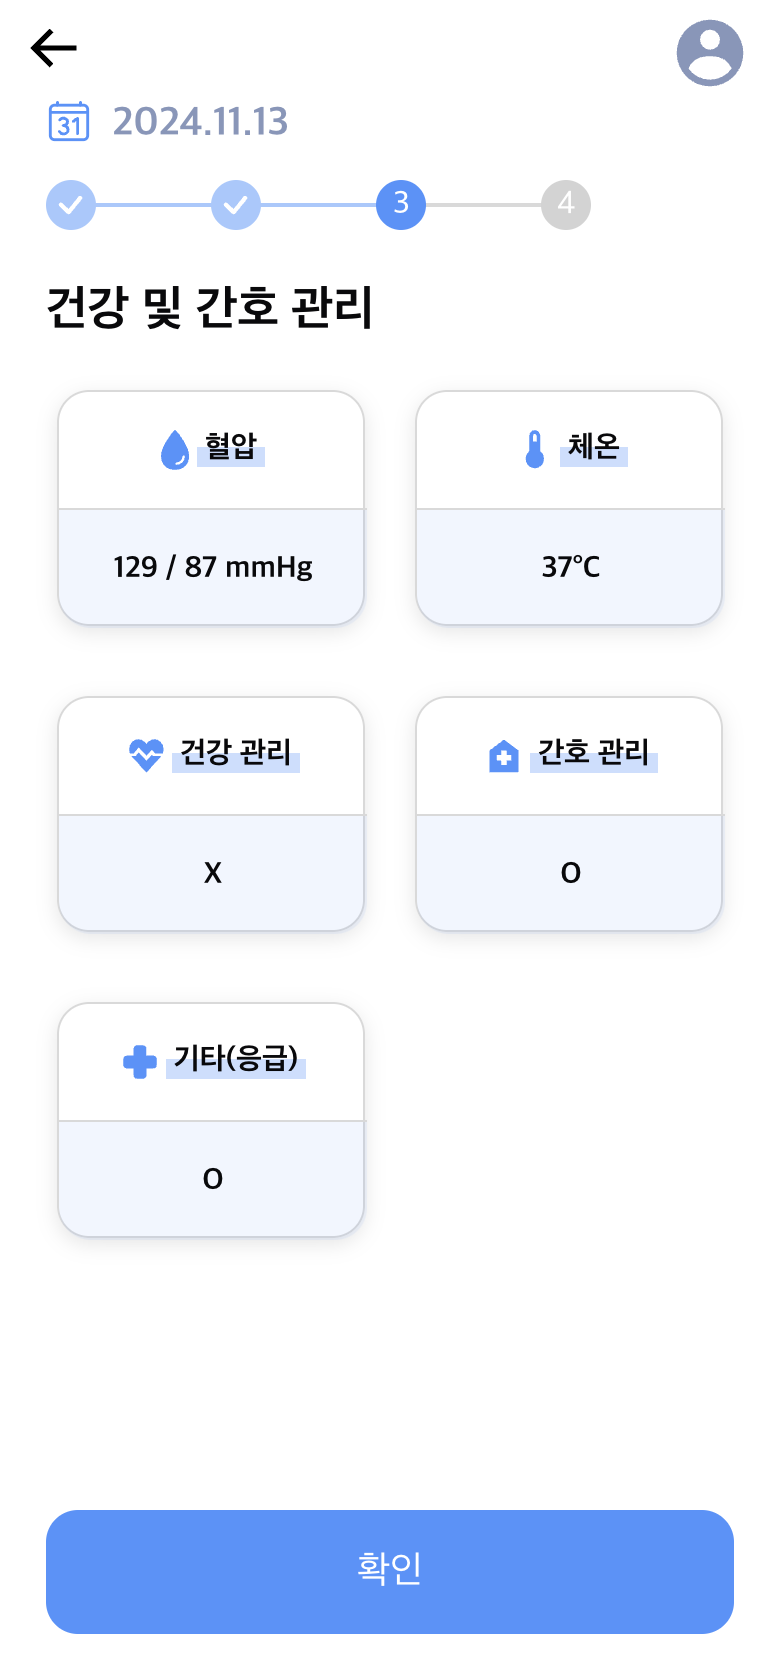 31 2024.11.13
3 4
건강 및 간호 관리
혈압 체온
129 / 87 mmHg 37°C
건강 관리 간호 관리
X O
기타(응급)
O
확인